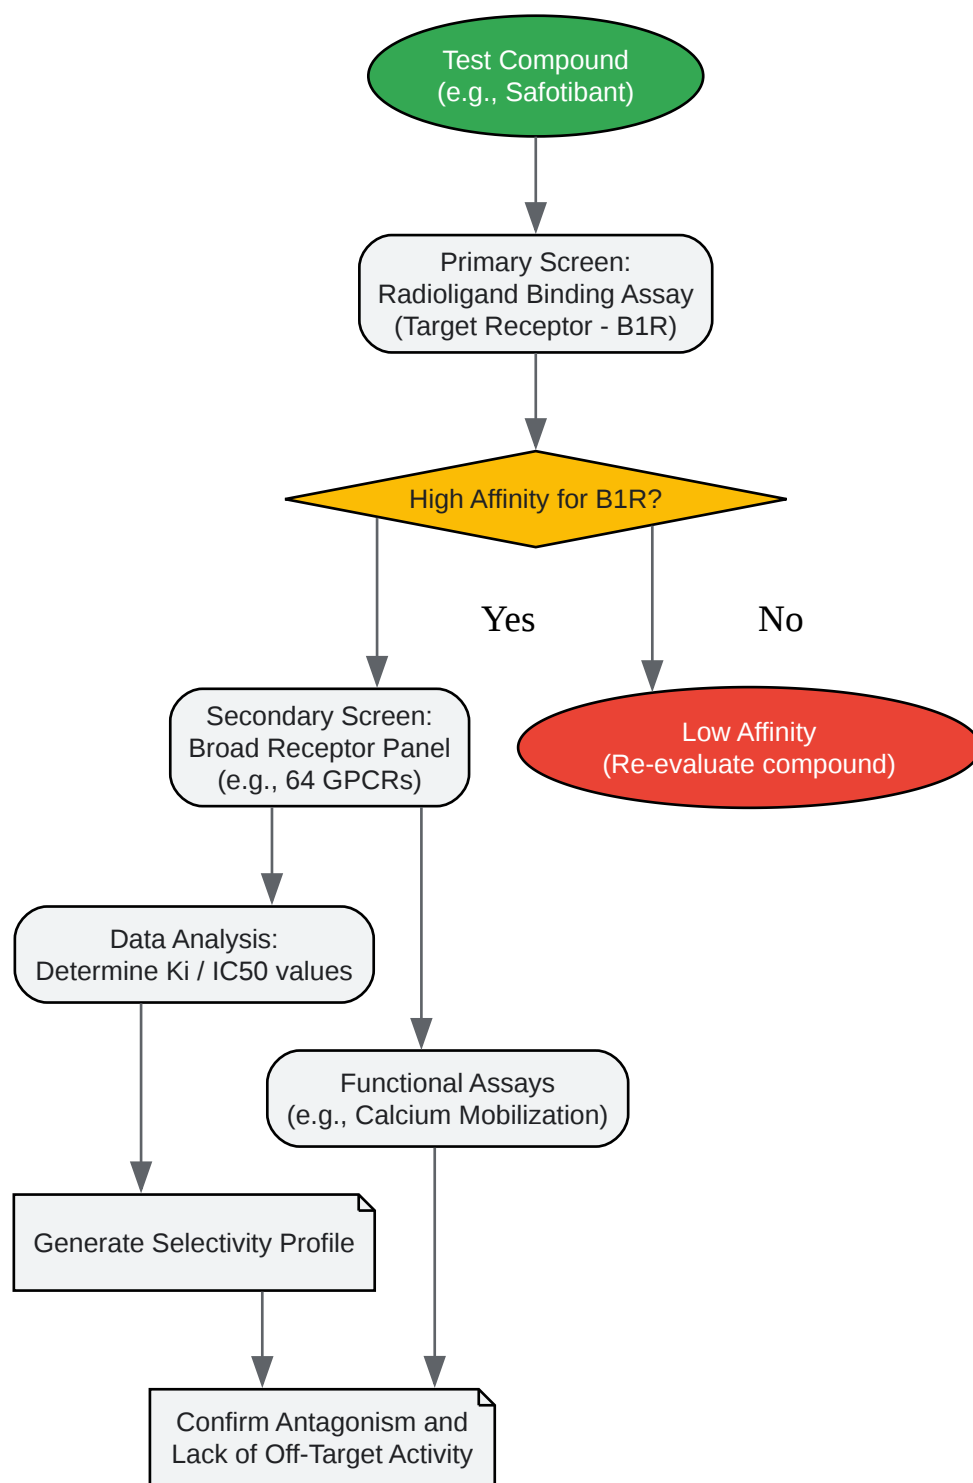 Test Compound
(e.g., Safotibant)
Primary Screen:
Radioligand Binding Assay
(Target Receptor - B1R)
High Affinity for B1R?
Yes
No
Secondary Screen:
Broad Receptor Panel
(e.g., 64 GPCRs)
Low Affinity
(Re-evaluate compound)
Data Analysis:
Determine Ki / IC50 values
Functional Assays
(e.g., Calcium Mobilization)
Generate Selectivity Profile
Confirm Antagonism and
Lack of Off-Target Activity